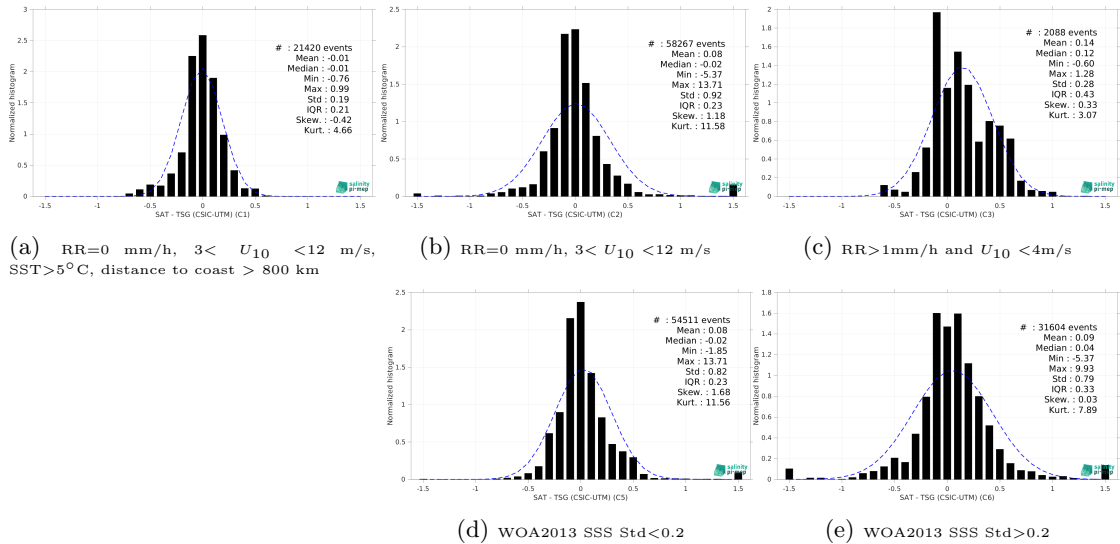 3
2.5
2
1.5
1
0.5
0
Normalized histogram
# : 21420 events
Mean : -0.01
Median : -0.01
Min : -0.76
Max : 0.99
Std : 0.19
IQR : 0.21
Skew. : -0.42
Kurt. : 4.66
salinity
pi-mep
-1.5 -1 -0.5 0 0.5 1 1.5
SAT - TSG (CSIC-UTM) (C1)
(a) RR=0 mm/h, 3< U10 <12 m/s,
SST>5°C, distance to coast > 800 km
2.5
2
1.5
1
0.5
0
Normalized histogram
# : 58267 events
Mean : 0.08
Median : -0.02
Min : -5.37
Max : 13.71
Std : 0.92
IQR : 0.23
Skew. : 1.18
Kurt. : 11.58
salinity
pi-mep
-1.5 -1 -0.5 0 0.5 1 1.5
SAT - TSG (CSIC-UTM) (C2)
(b) RR=0 mm/h, 3< U10 <12 m/s
2
1.8
1.6
1.4
1.2
1
0.8
0.6
0.4
0.2
0
Normalized histogram
# : 2088 events
Mean : 0.14
Median : 0.12
Min : -0.60
Max : 1.28
Std : 0.28
IQR : 0.43
Skew. : 0.33
Kurt. : 3.07
salinity
pi-mep
-1.5 -1 -0.5 0 0.5 1 1.5
SAT - TSG (CSIC-UTM) (C3)
(c) RR>1mm/h and U10 <4m/s
2.5
2
1.5
1
0.5
0
Normalized histogram
# : 54511 events
Mean : 0.08
Median : -0.02
Min : -1.85
Max : 13.71
Std : 0.82
IQR : 0.23
Skew. : 1.68
Kurt. : 11.56
salinity
pi-mep
-1.5 -1 -0.5 0 0.5 1 1.5
SAT - TSG (CSIC-UTM) (C5)
(d) WOA2013 SSS Std<0.2
1.8
1.6
1.4
1.2
1
0.8
0.6
0.4
0.2
0
Normalized histogram
# : 31604 events
Mean : 0.09
Median : 0.04
Min : -5.37
Max : 9.93
Std : 0.79
IQR : 0.33
Skew. : 0.03
Kurt. : 7.89
salinity
pi-mep
-1.5 -1 -0.5 0 0.5 1 1.5
SAT - TSG (CSIC-UTM) (C6)
(e) WOA2013 SSS Std>0.2